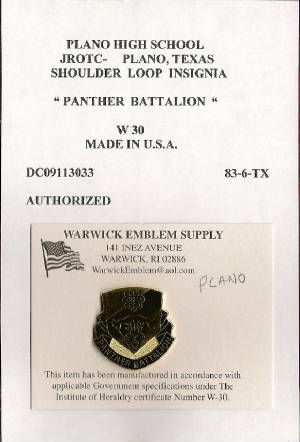 PLANO HIGH SCHOOL
JROTC- PLANO, TEXAS
SHOULDER LOOP INSIGNIA
“ PANTHER BATTALION “
W 30
MADE IN U.S.A.
DC09113033 83-6-TX
AUTHORIZED
WARWICK EMBLEM SUPPLY
141 INEZ AVENUE
WARWICK, RI 02886
WarwickEmblem@aol.com
PLANO
PANTHER BATTALION
This item has been manufactured in accordance with
applicable Government specifications under The
Institute of Heraldry certificate Number W-30.